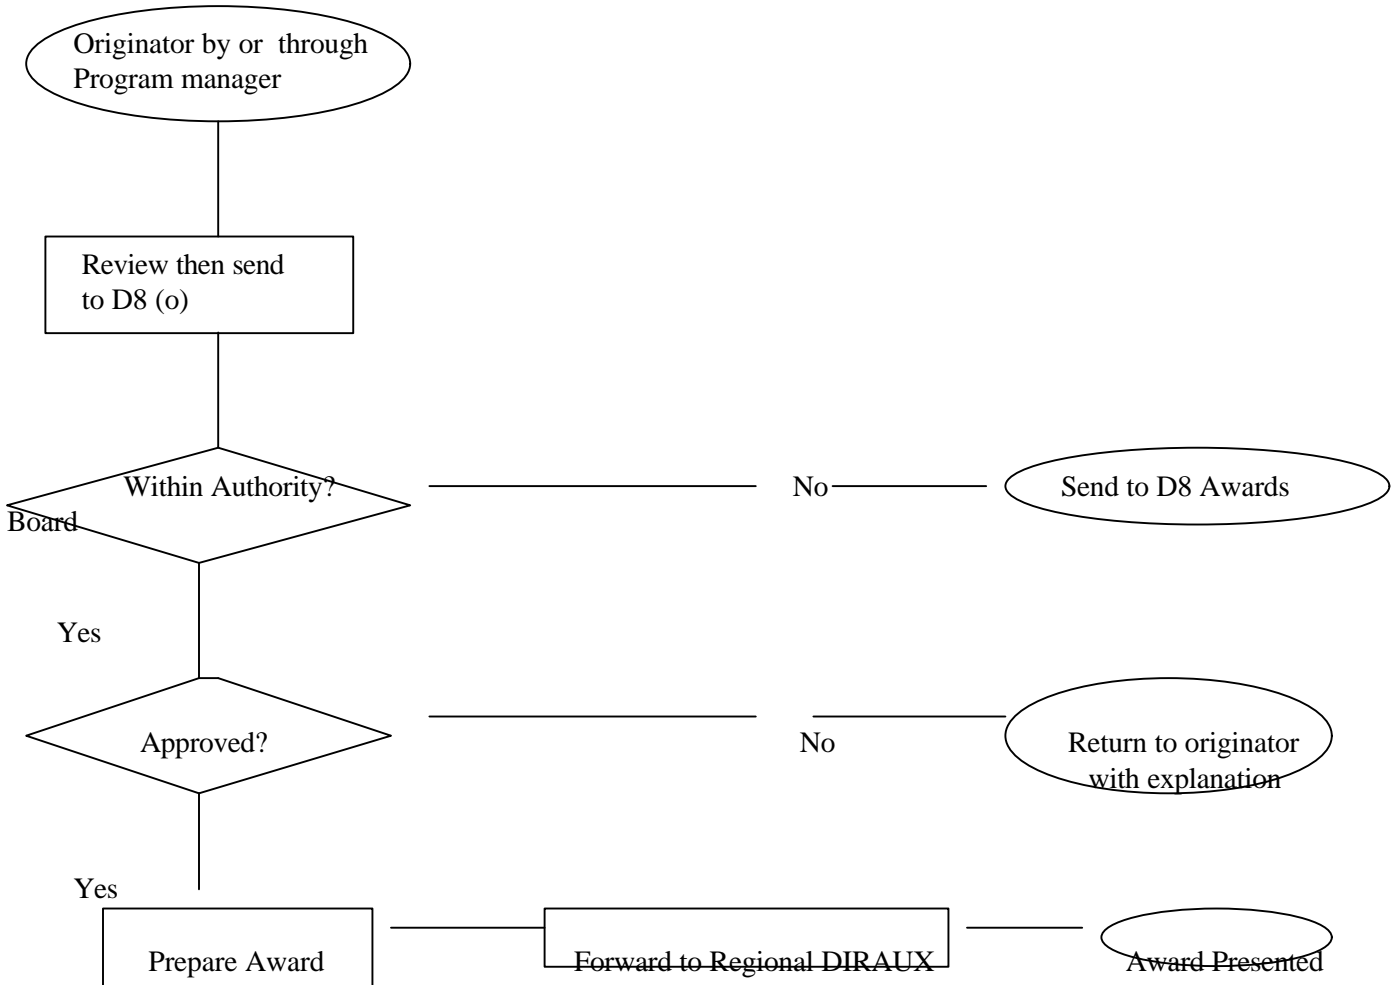 Originator by or through
Program manager
Review then send
to D8 (o)
Within Authority?
No
Send to D8 Awards
Board
Yes
Approved?
No
Return to originator
with explanation
Yes
Prepare Award
Forward to Regional DIRAUX
Award Presented